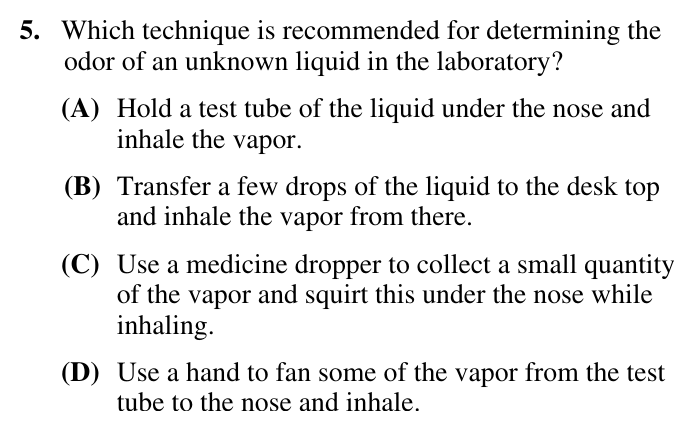 5. Which technique is recommended for determining the
odor of an unknown liquid in the laboratory?
(A) Hold a test tube of the liquid under the nose and
inhale the vapor.
(B) Transfer a few drops of the liquid to the desk top
and inhale the vapor from there.
(C) Use a medicine dropper to collect a small quantity
of the vapor and squirt this under the nose while
inhaling.
(D) Use a hand to fan some of the vapor from the test
tube to the nose and inhale.